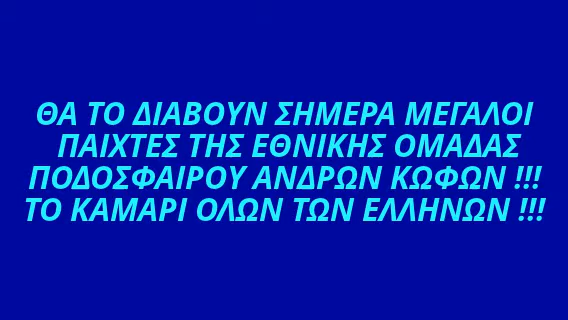 ΘΑ ΤΟ ΔΙΑΒΟΥΝ ΣΗΜΕΡΑ ΜΕΓΑΛΟΙ
ΠΑΙΧΤΕΣ ΤΗΣ ΕΘΝΙΚΗΣ ΟΜΑΔΑΣ
ΠΟΔΟΣΦΑΙΡΟΥ ΑΝΔΡΩΝ ΚΩΦΩΝ !!!
ΤΟ ΚΑΜΑΡΙ ΟΛΩΝ ΤΩΝ ΕΛΛΗΝΩΝ !!!